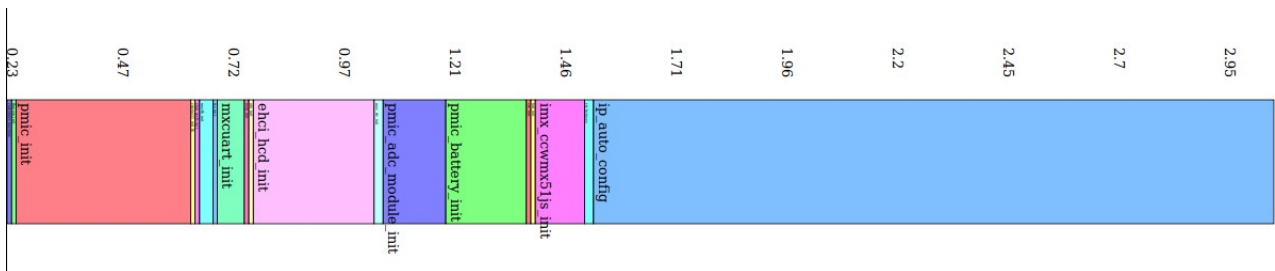 0.23
0.47
0.72
0.97
1.21
1.46
1.71
1.96
2.2
2.45
2.7
2.95
pmic_init
mxcuart_init
ehci_hcd_init
pmic_adc_module_init
pmic_battery_init
imx_ccwmx51js_init
ip_auto_config